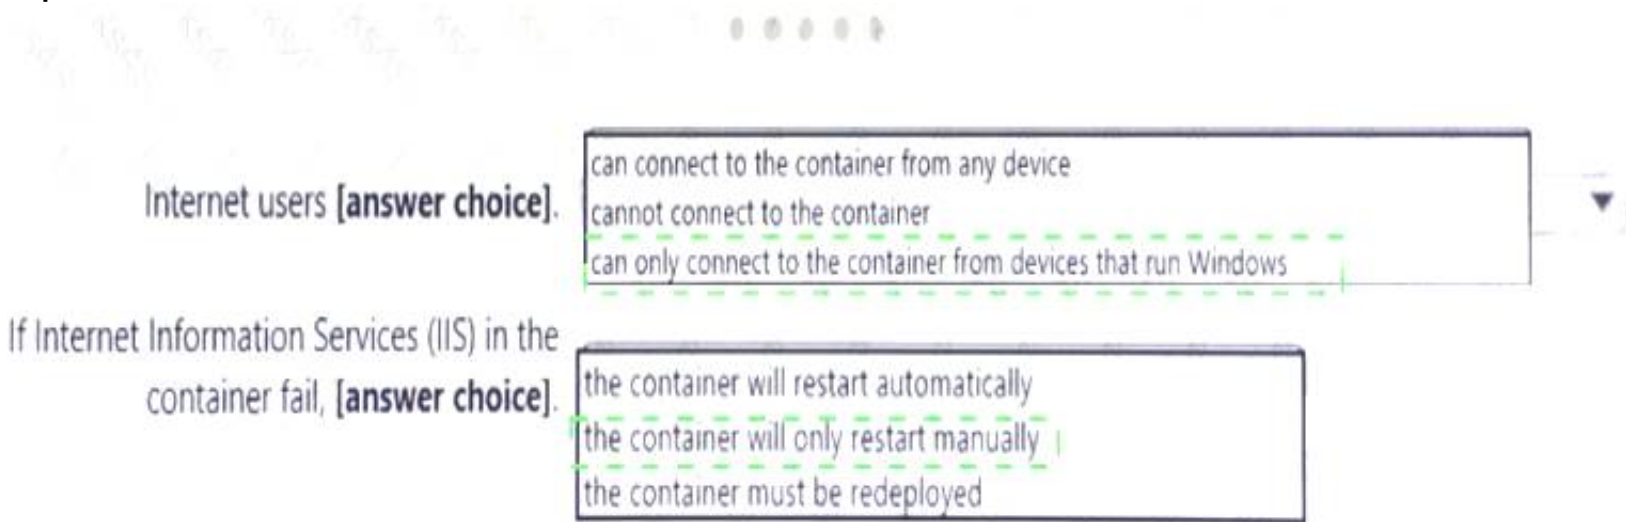 Internet users [answer choice].
can connect to the container from any device
cannot connect to the container
can only connect to the container from devices that run Windows
If Internet Information Services (IIS) in the
container fail, [answer choice].
the container will restart automatically
the container will only restart manually
the container must be redeployed